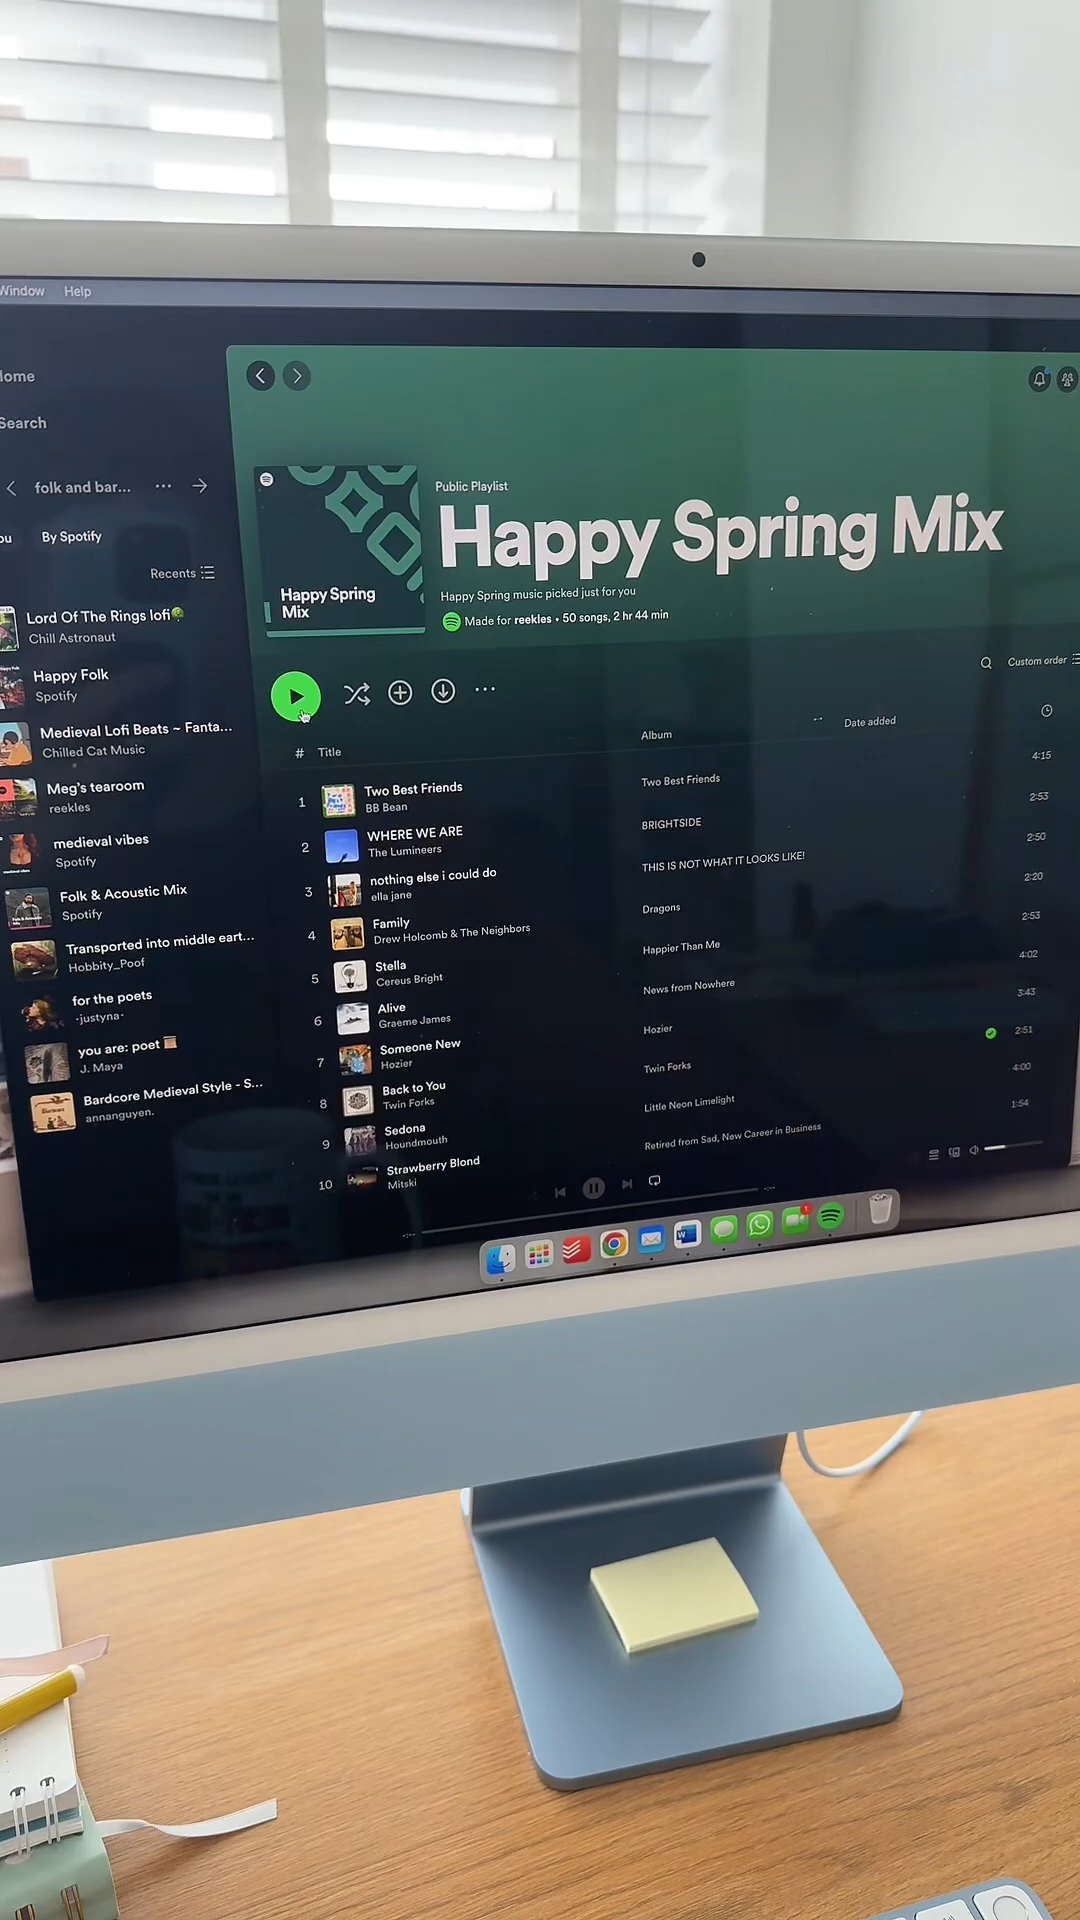 Window Help
Home
Search
folk and bar... ...
By Spotify
Recents
Lord Of The Rings lofi
Chill Astronaut
Happy Folk
Spotify
Medieval Lofi Beats ~ Fanta...
Chilled Cat Music
Meg's tearoom
reekles
medieval vibes
Spotify
Folk & Acoustic Mix
Spotify
Transported into middle eart...
Hobbity_Poof
for the poets
-justyna-
you are: poet
J. Maya
Bardcore Medieval Style - S...
annanguyen.
Happy Spring
Mix
Public Playlist
Happy Spring Mix
Happy Spring music picked just for you
Made for reekles • 50 songs, 2 hr 44 min
Custom order
# Title Album Date added
1 Two Best Friends Two Best Friends 4:15
BB Bean
2 WHERE WE ARE BRIGHTSIDE 2:53
The Lumineers
3 nothing else i could do THIS IS NOT WHAT IT LOOKS LIKE! 2:50
ella jane
4 Family Dragons 2:20
Drew Holcomb & The Neighbors
5 Stella Happier Than Me 2:53
Cereus Bright
6 Alive News from Nowhere 4:02
Graeme James
7 Someone New Hozier 3:43
Hozier
8 Back to You Twin Forks 2:51
Twin Forks
9 Sedona Little Neon Limelight 4:00
Houndmouth
10 Strawberry Blond Retired from Sad, New Career in Business 1:54
Mitski
W
1